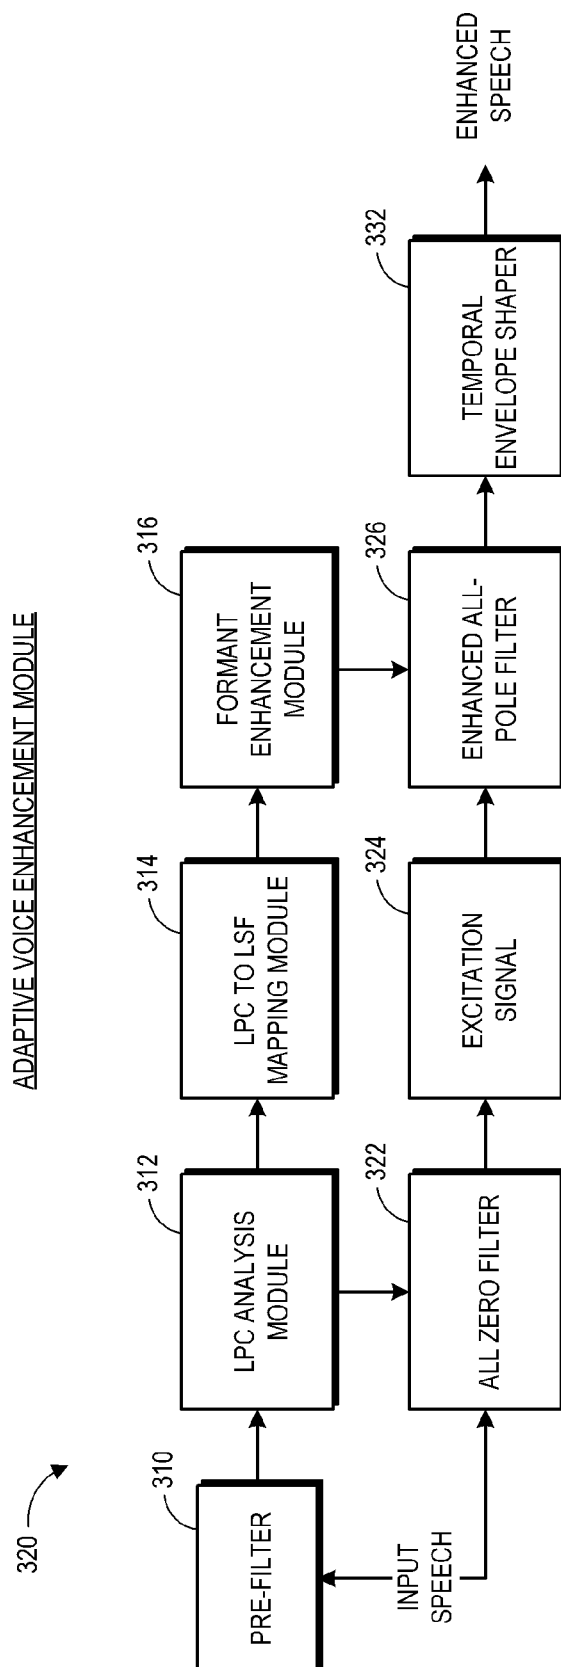 ADAPTIVE VOICE ENHANCEMENT MODULE
320
310
PRE-FILTER
312
LPC ANALYSIS
MODULE
314
LPC TO LSF
MAPPING MODULE
316
FORMANT
ENHANCEMENT
MODULE
INPUT
SPEECH
322
ALL ZERO FILTER
324
EXCITATION
SIGNAL
326
ENHANCED ALL-
POLE FILTER
332
TEMPORAL
ENVELOPE SHAPER
ENHANCED
SPEECH